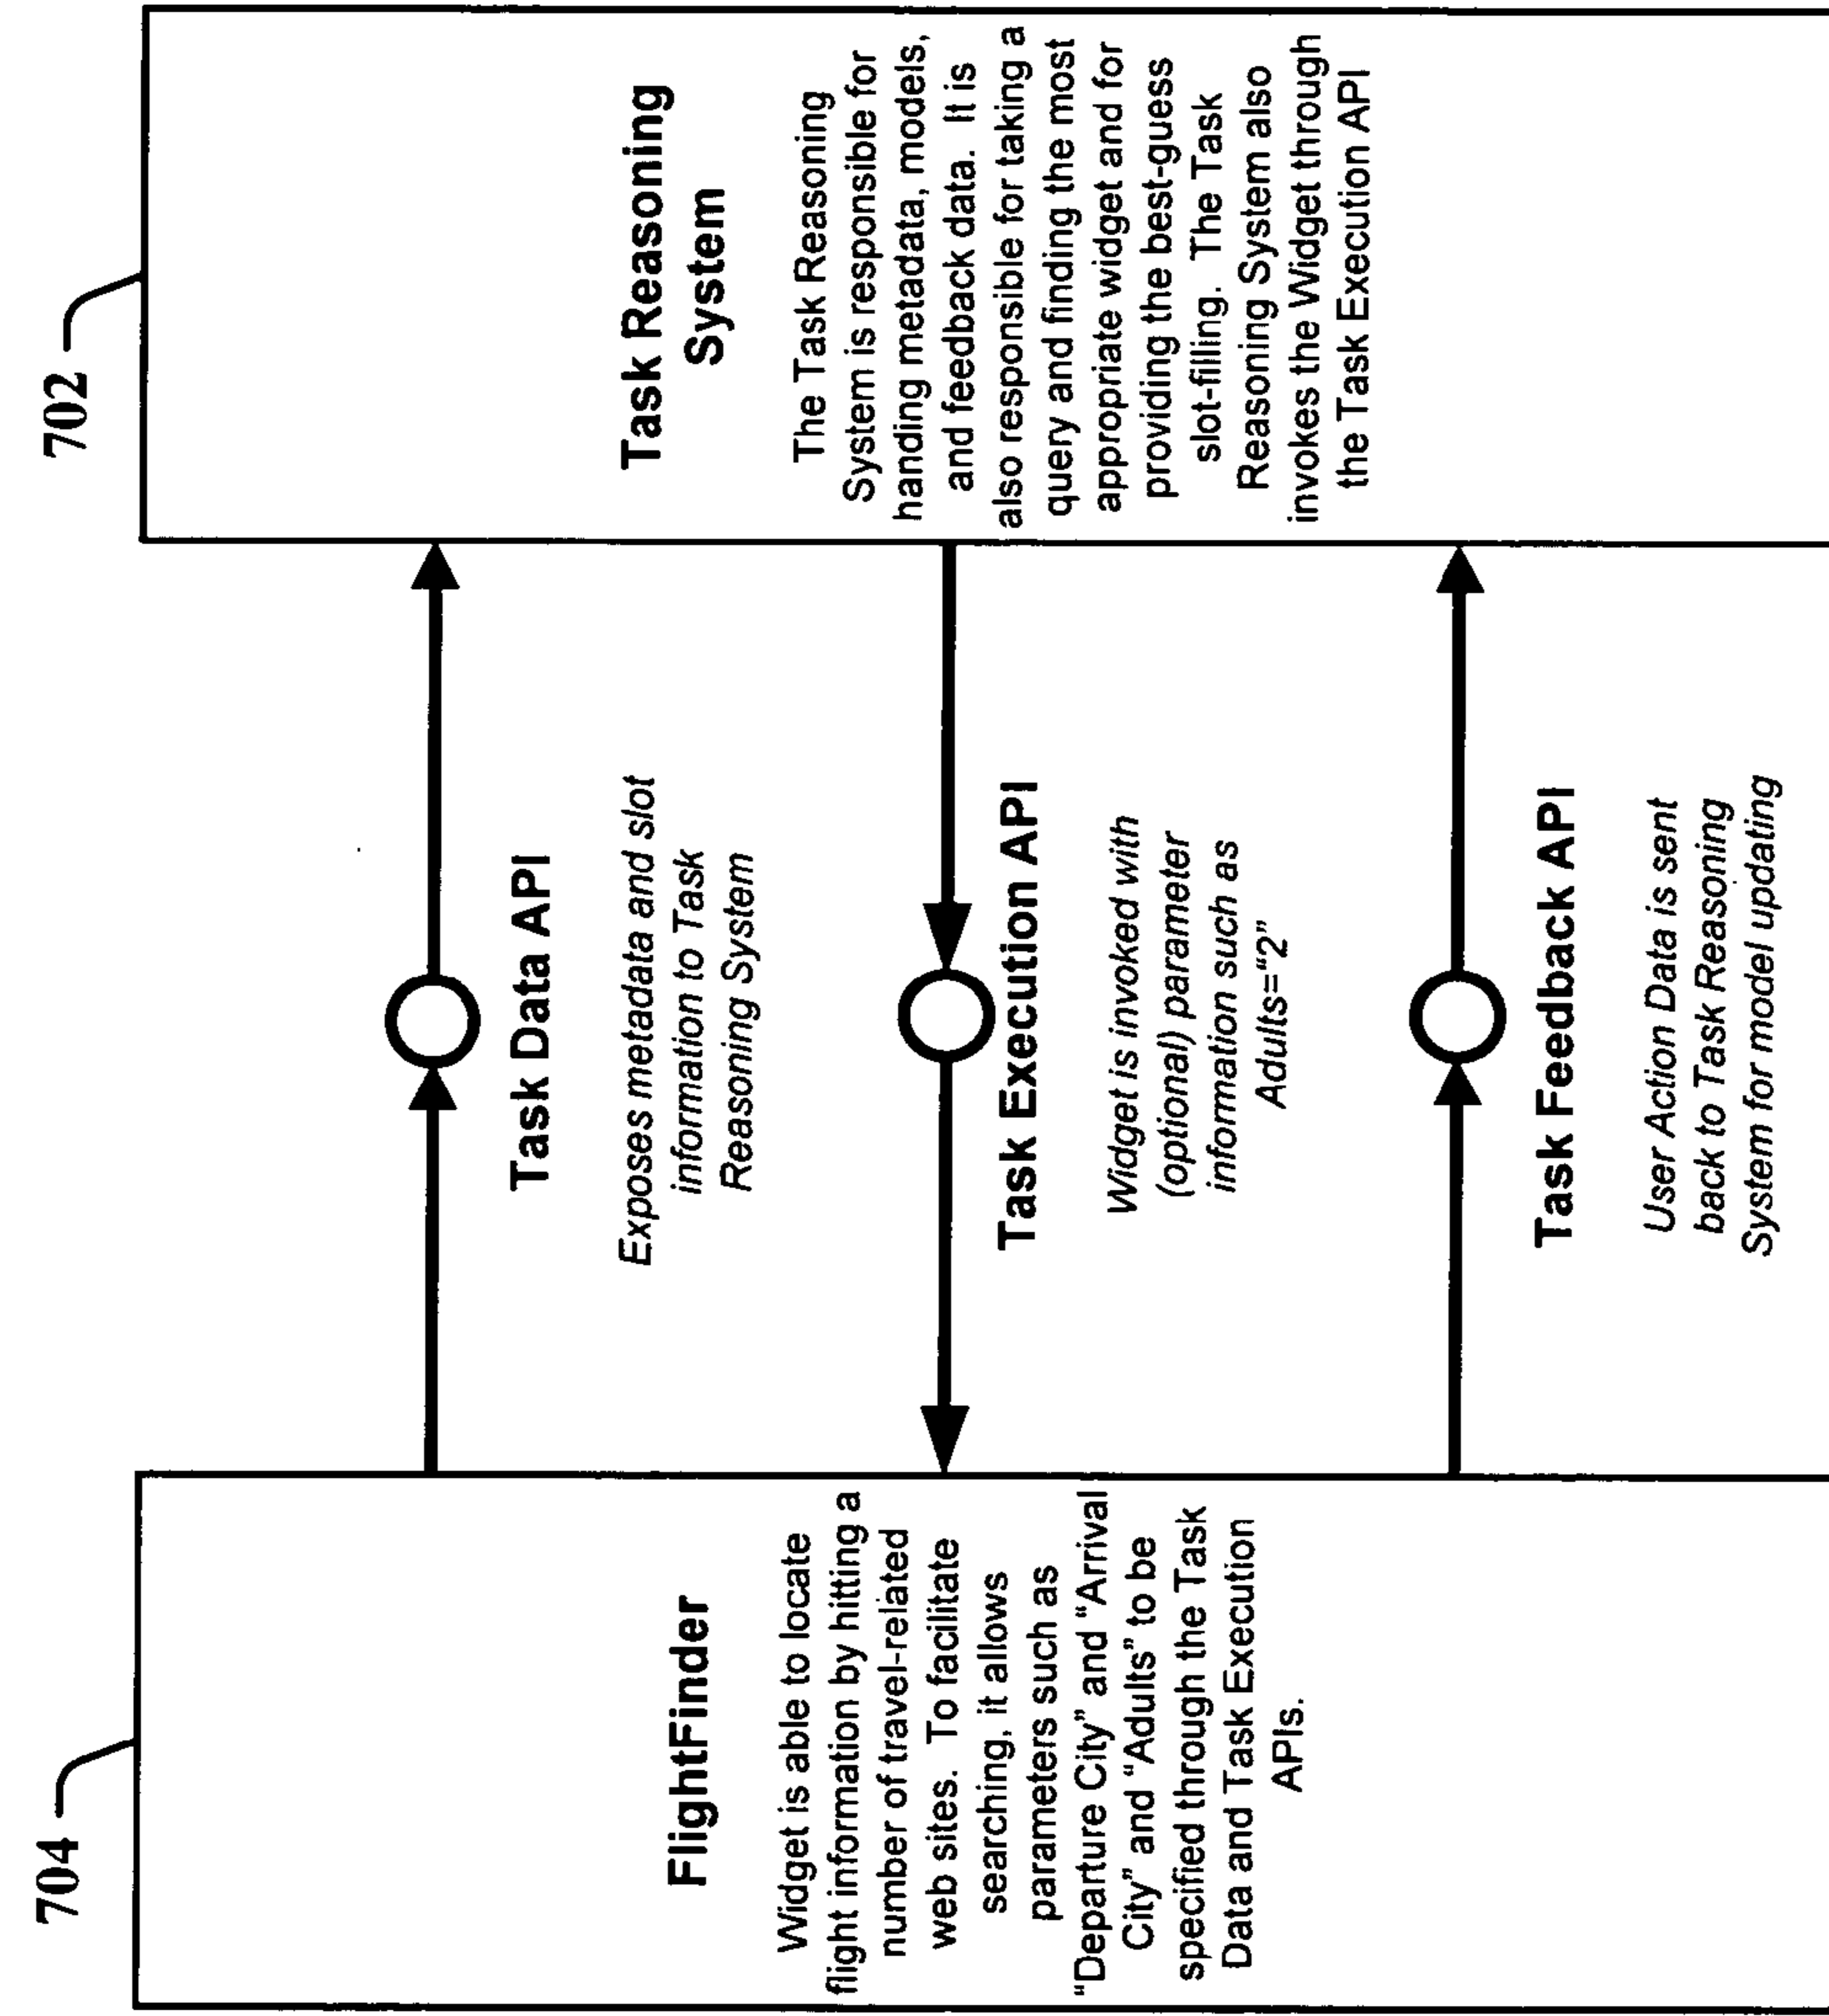 704
FlightFinder
Widget is able to locate
flight information by hitting a
number of travel-related
web sites. To facilitate
searching, it allows
parameters such as
"Departure City" and "Arrival
City" and "Adults" to be
specified through the Task
Data and Task Execution
APIs.
Task Data API
Exposes metadata and slot
information to Task
Reasoning System
Task Execution API
Widget is invoked with
(optional) parameter
information such as
Adults="2"
Task Feedback API
User Action Data is sent
back to Task Reasoning
System for model updating
702
Task Reasoning
System
The Task Reasoning
System is responsible for
handing metadata, models,
and feedback data. It is
also responsible for taking a
query and finding the most
appropriate widget and for
providing the best-guess
slot-filling. The Task
Reasoning System also
invokes the Widget through
the Task Execution API